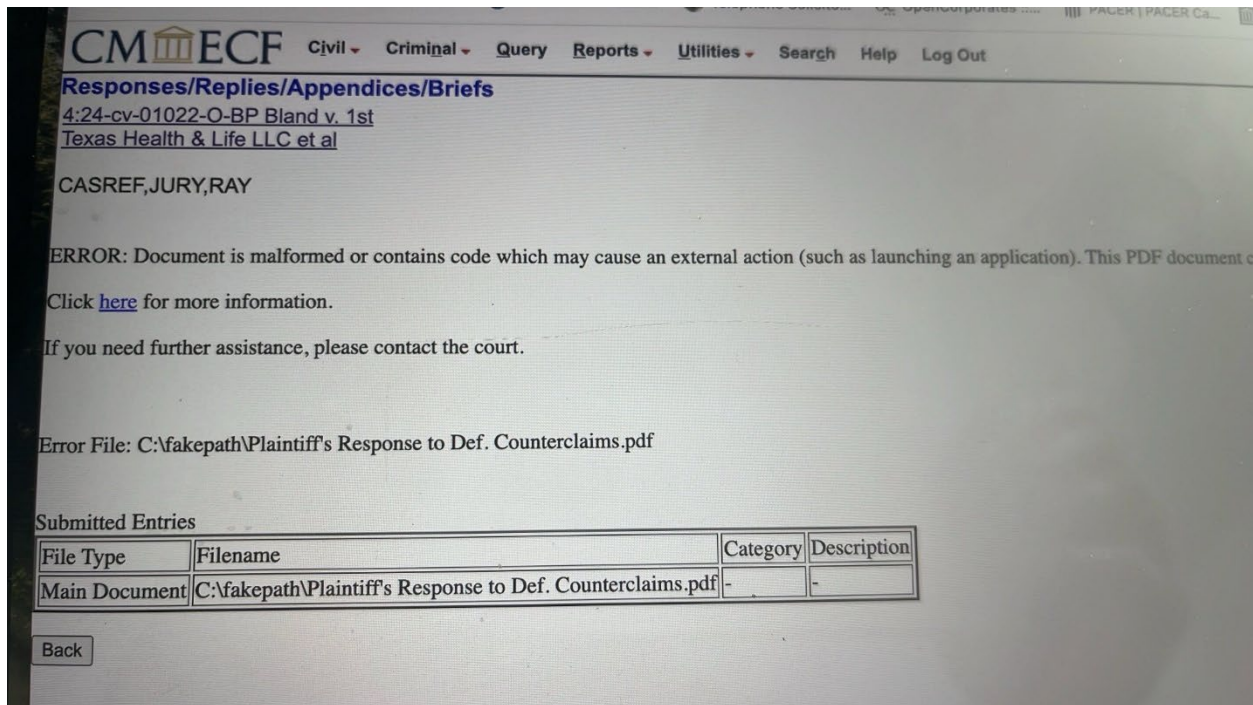 PACER | PACER Ca...
CM ECF Civil Criminal Query Reports Utilities Search Help Log Out
Responses/Replies/Appendices/Briefs
4:24-cv-01022-O-BP Bland v. 1st
Texas Health & Life LLC et al
CASREF,JURY,RAY
ERROR: Document is malformed or contains code which may cause an external action (such as launching an application). This PDF document
Click here for more information.
If you need further assistance, please contact the court.
Error File: C:\fakepath\Plaintiff's Response to Def. Counterclaims.pdf
Submitted Entries
File Type Filename Category Description
Main Document C:\fakepath\Plaintiff's Response to Def. Counterclaims.pdf - -
Back